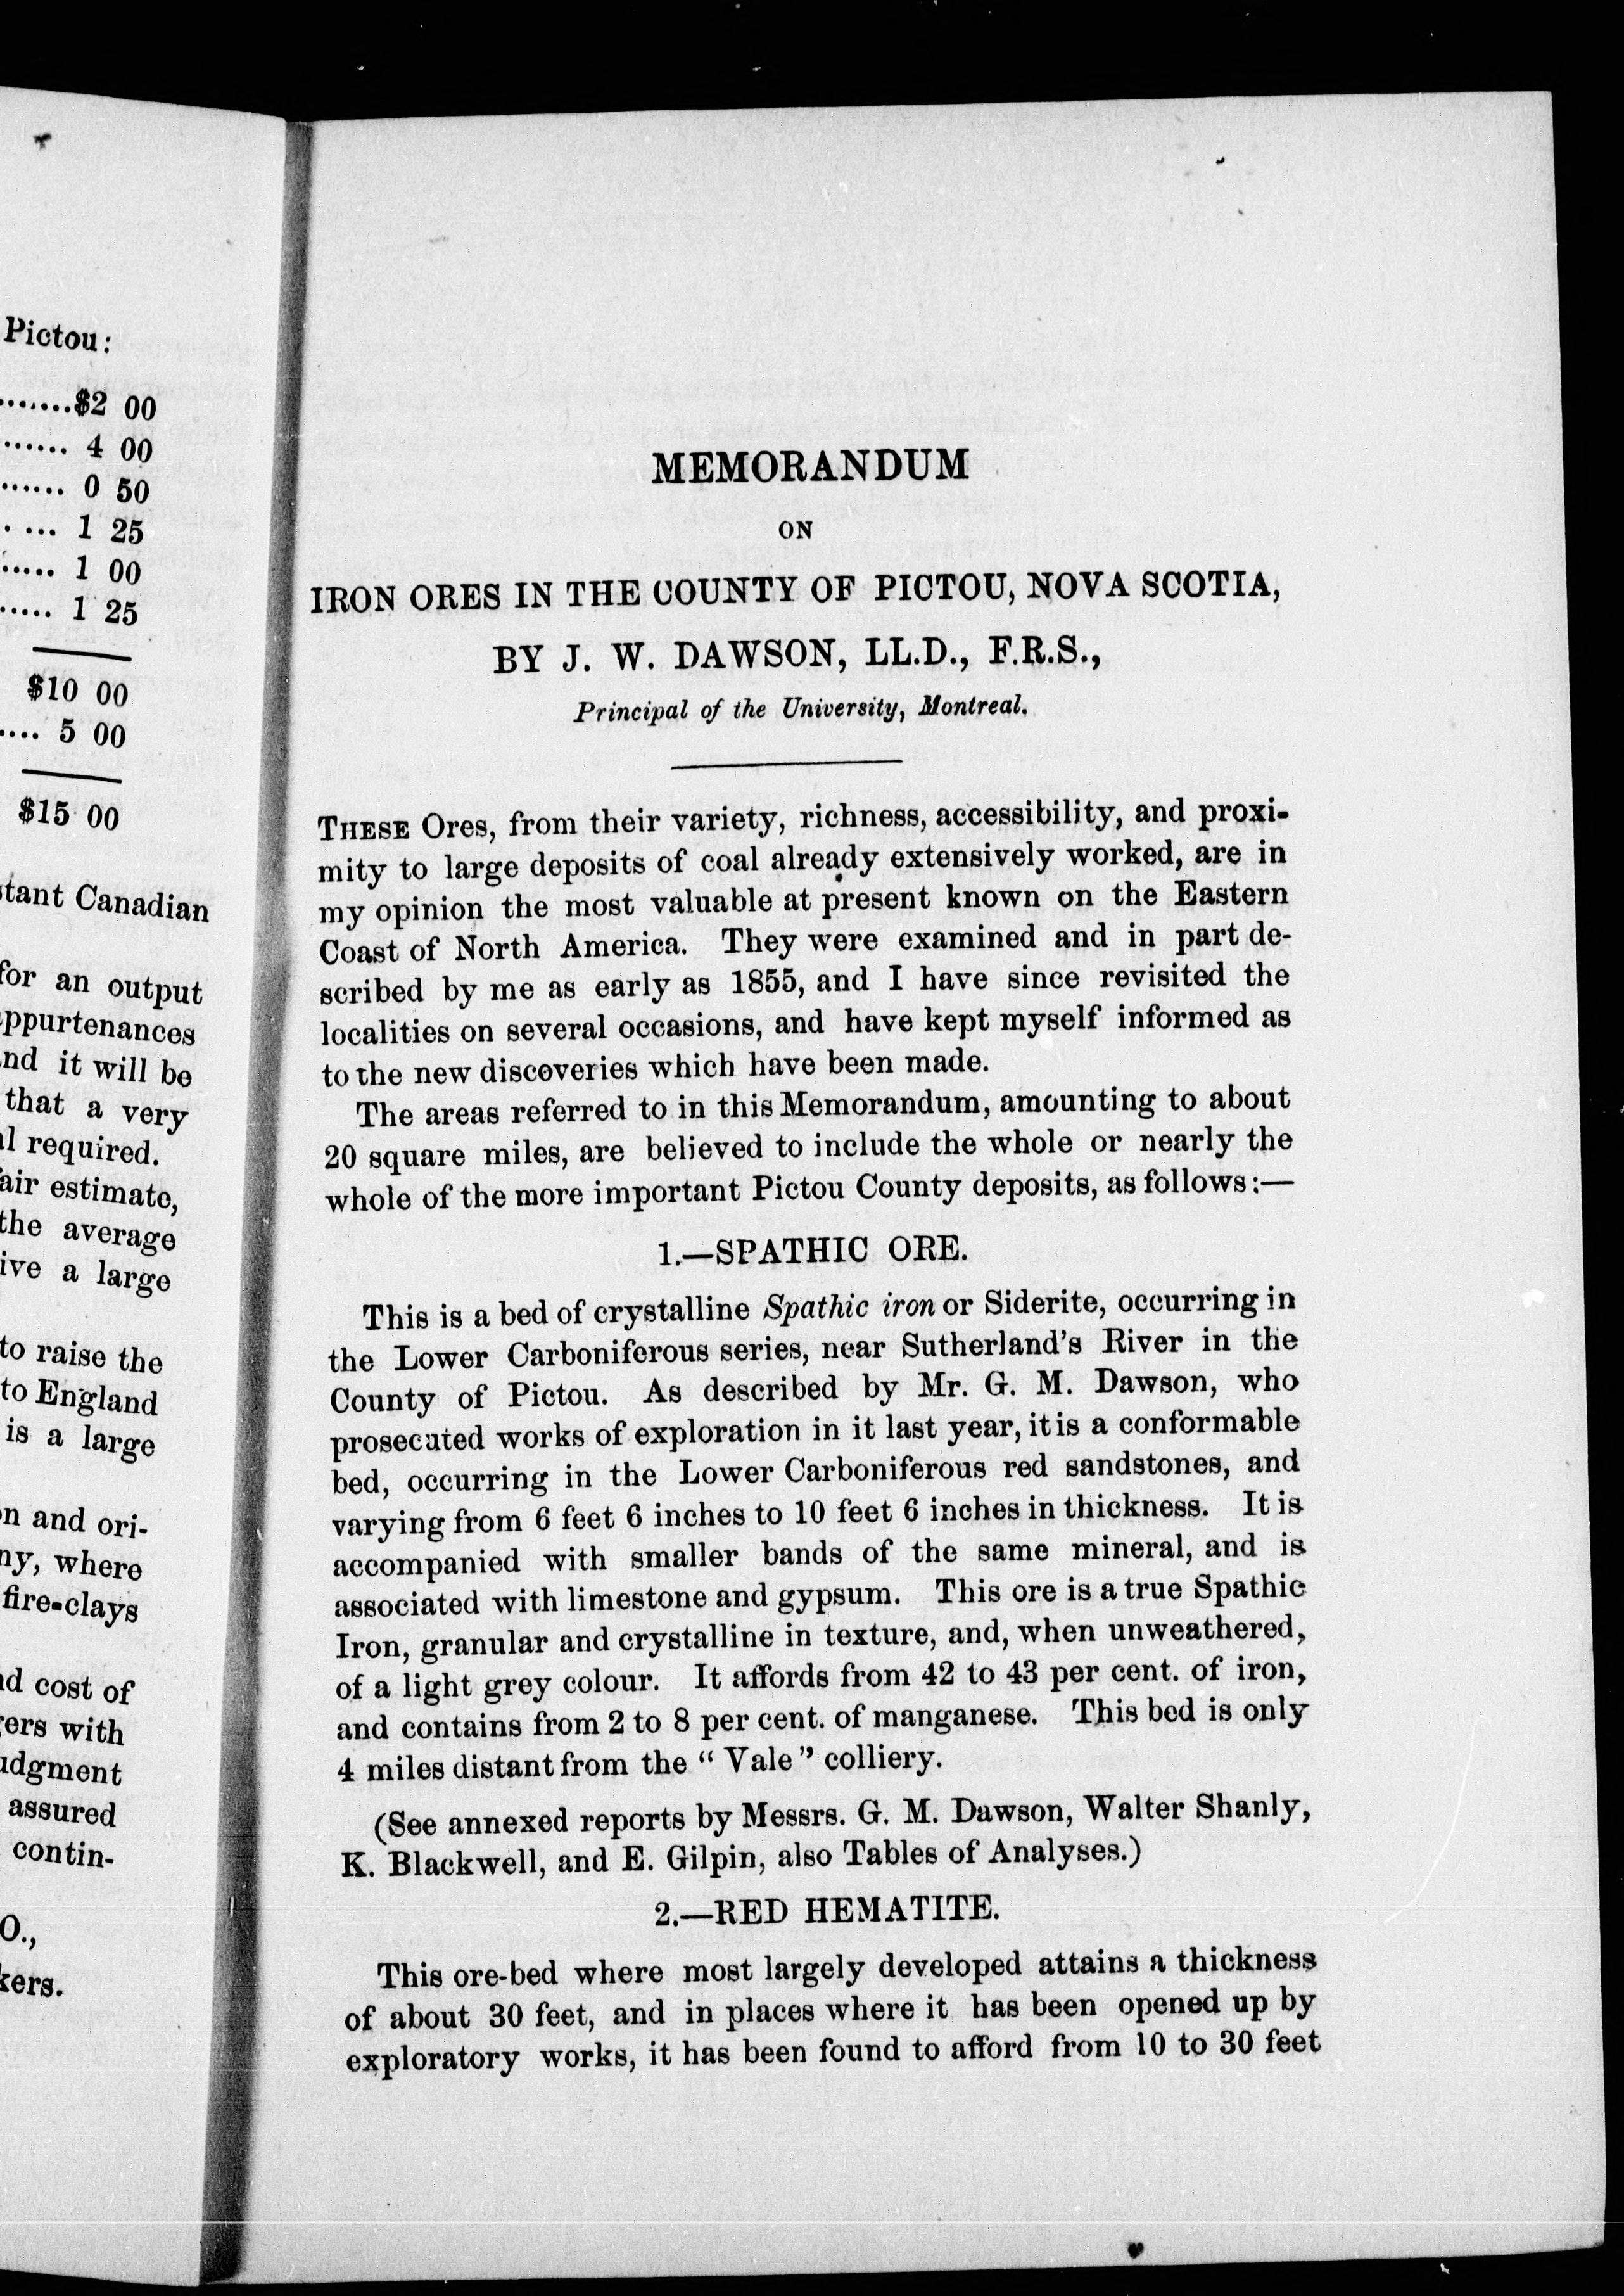 Pictou:
.......$2 00
...... 4 00
...... 0 50
. ... 1 25
..... 1 00
..... 1 25
$10 00
.... 5 00
$15 00
Canadian
for an output
appurtenances
it will be
that a very
required.
estimate,
the average
a large
to raise the
to England
is a large
and ori-
where
fire-clays
cost of
with
assured
contin-
MEMORANDUM
ON
IRON ORES IN THE COUNTY OF PICTOU, NOVA SCOTIA,
BY J. W. DAWSON, LL.D., F.R.S.,
Principal of the University, Montreal.
THESE Ores, from their variety, richness, accessibility, and proxi-
mity to large deposits of coal already extensively worked, are in
my opinion the most valuable at present known on the Eastern
Coast of North America. They were examined and in part de-
scribed by me as early as 1855, and I have since revisited the
localities on several occasions, and have kept myself informed as
to the new discoveries which have been made.
The areas referred to in this Memorandum, amounting to about
20 square miles, are believed to include the whole or nearly the
whole of the more important Pictou County deposits, as follows:—
1.—SPATHIC ORE.
This is a bed of crystalline Spathic iron or Siderite, occurring in
the Lower Carboniferous series, near Sutherland's River in the
County of Pictou. As described by Mr. G. M. Dawson, who
prosecuted works of exploration in it last year, it is a conformable
bed, occurring in the Lower Carboniferous red sandstones, and
varying from 6 feet 6 inches to 10 feet 6 inches in thickness. It is
accompanied with smaller bands of the same mineral, and is
associated with limestone and gypsum. This ore is a true Spathic
Iron, granular and crystalline in texture, and, when unweathered,
of a light grey colour. It affords from 42 to 43 per cent. of iron,
and contains from 2 to 8 per cent. of manganese. This bed is only
4 miles distant from the "Vale" colliery.
(See annexed reports by Messrs. G. M. Dawson, Walter Shanly,
K. Blackwell, and E. Gilpin, also Tables of Analyses.)
2.—RED HEMATITE.
This ore-bed where most largely developed attains a thickness
of about 30 feet, and in places where it has been opened up by
exploratory works, it has been found to afford from 10 to 30 feet